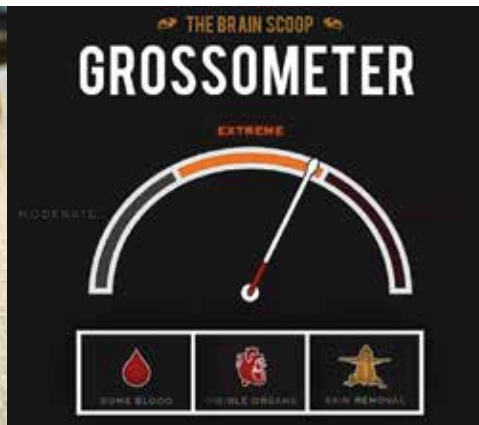 THE BRAIN SCOOP
GROSSOMETER
EXTREME
MODERATE
SOME BLOOD
VISIBLE ORGANS
SKIN REMOVAL